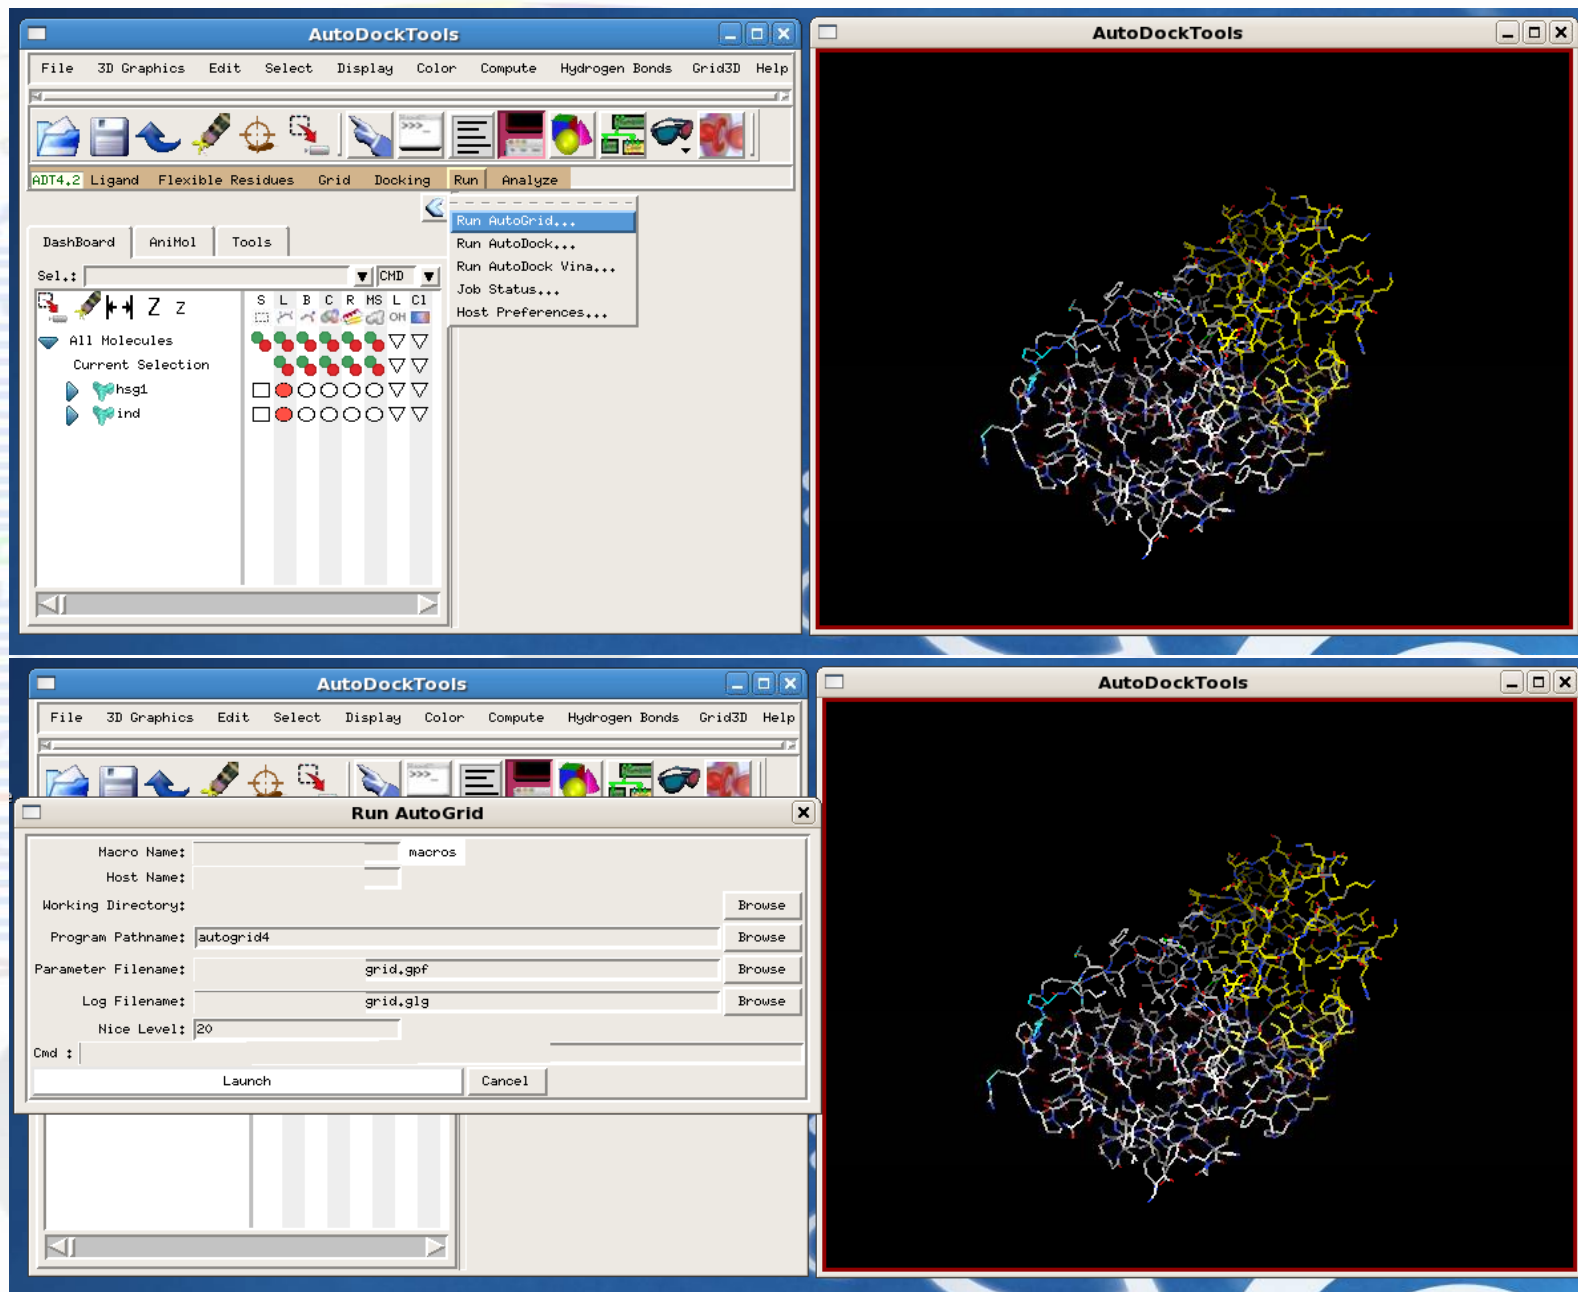 AutoDockTools
File 3D Graphics Edit Select Display Color Compute Hydrogen Bonds Grid3D Help
>>>_
ADT4.2 Ligand Flexible Residues Grid Docking Run Analyze
Run AutoGrid...
Run AutoDock...
Run AutoDock Vina...
Job Status...
Host Preferences...
DashBoard AniMol Tools
Sel.: CMD
Z z
S L B C R MS L Cl
OH
All Molecules
Current Selection
hsg1
ind
AutoDockTools
AutoDockTools
File 3D Graphics Edit Select Display Color Compute Hydrogen Bonds Grid3D Help
>>>_
Run AutoGrid
Macro Name: macros
Host Name:
Working Directory: Browse
Program Pathname: autogrid4 Browse
Parameter Filename: grid.gpf Browse
Log Filename: grid.glg Browse
Nice Level: 20
Cmd :
Launch Cancel
AutoDockTools